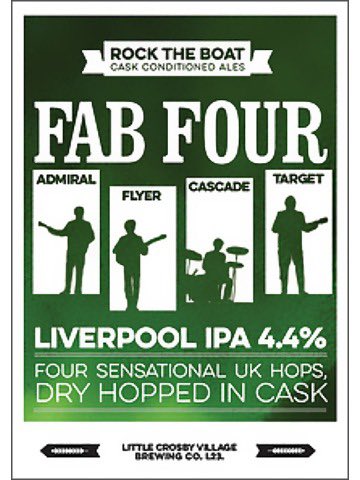 ROCK THE BOAT
CASK CONDITIONED ALES
FAB FOUR
ADMIRAL
FLYER
CASCADE
TARGET
LIVERPOOL IPA 4.4%
FOUR SENSATIONAL UK HOPS,
DRY HOPPED IN CASK
LITTLE CROSBY VILLAGE
BREWING CO. L23.